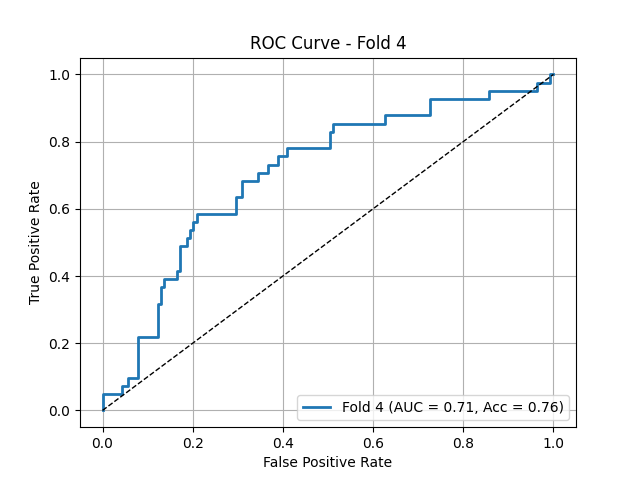 ROC Curve - Fold 4
True Positive Rate
1.0
0.8
0.6
0.4
0.2
0.0
Fold 4 (AUC = 0.71, Acc = 0.76)
0.0 0.2 0.4 0.6 0.8 1.0
False Positive Rate